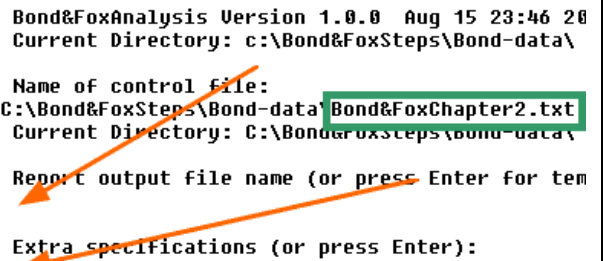 Bond&FoxAnalysis Version 1.0.0 Aug 15 23:46 20
Current Directory: c:\Bond&FoxSteps\Bond-data\
Name of control file:
C:\Bond&FoxSteps\Bond-data\Bond&FoxChapter2.txt
Current Directory: C:\Bond&FoxSteps\Bond-data\
Report output file name (or press Enter for tem
Extra specifications (or press Enter):